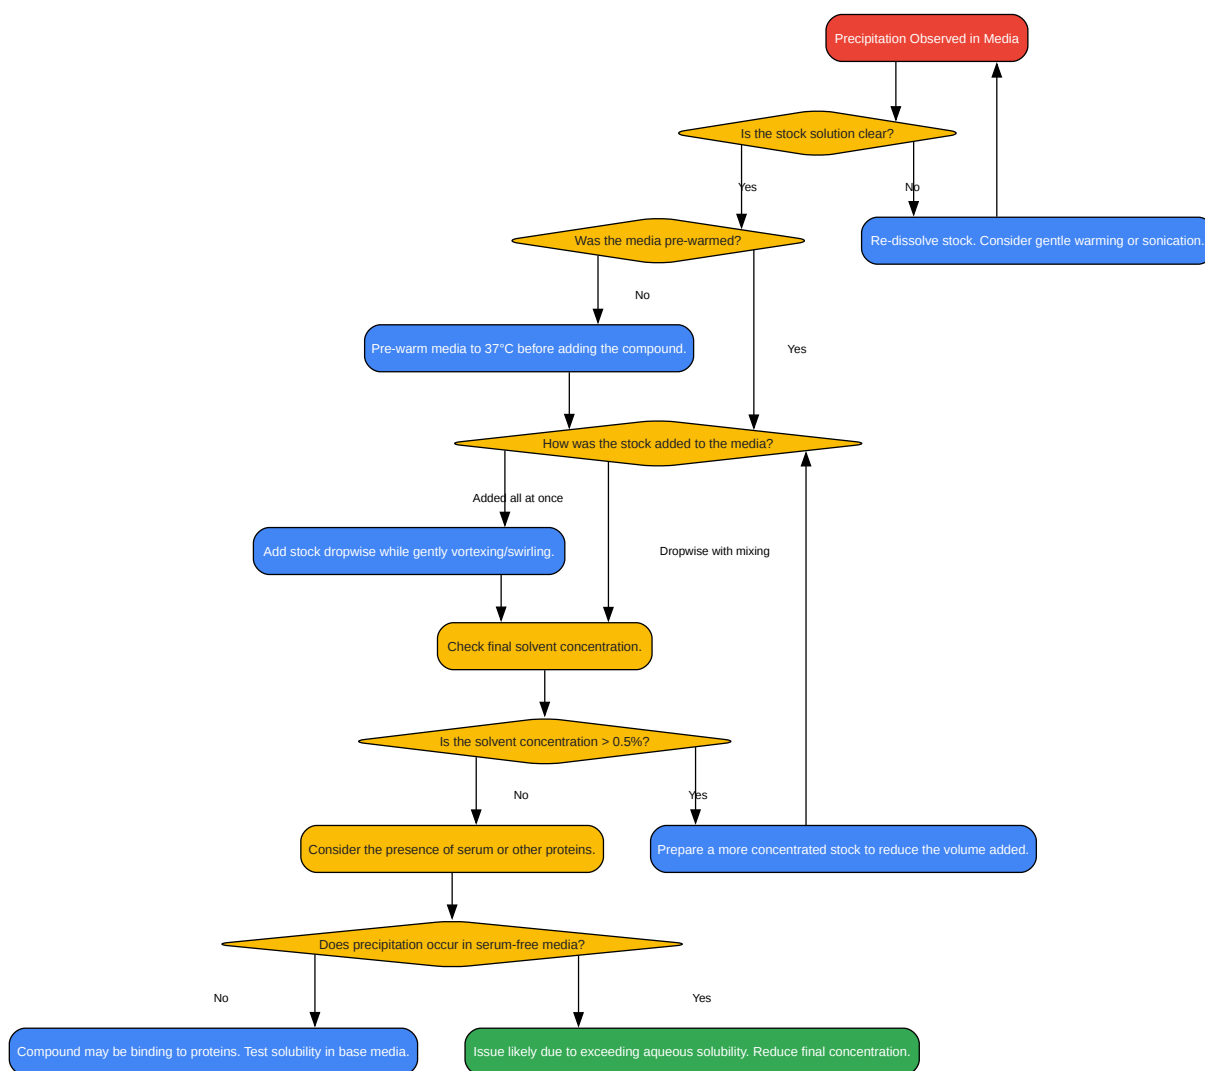 Precipitation Observed in Media
Is the stock solution clear?
Yes
No
Was the media pre-warmed?
Re-dissolve stock. Consider gentle warming or sonication.
No
Pre-warm media to 37°C before adding the compound.
Yes
How was the stock added to the media?
Added all at once
Add stock dropwise while gently vortexing/swirling.
Dropwise with mixing
Check final solvent concentration.
Is the solvent concentration > 0.5%?
No
Yes
Consider the presence of serum or other proteins.
Prepare a more concentrated stock to reduce the volume added.
Does precipitation occur in serum-free media?
No
Yes
Compound may be binding to proteins. Test solubility in base media.
Issue likely due to exceeding aqueous solubility. Reduce final concentration.